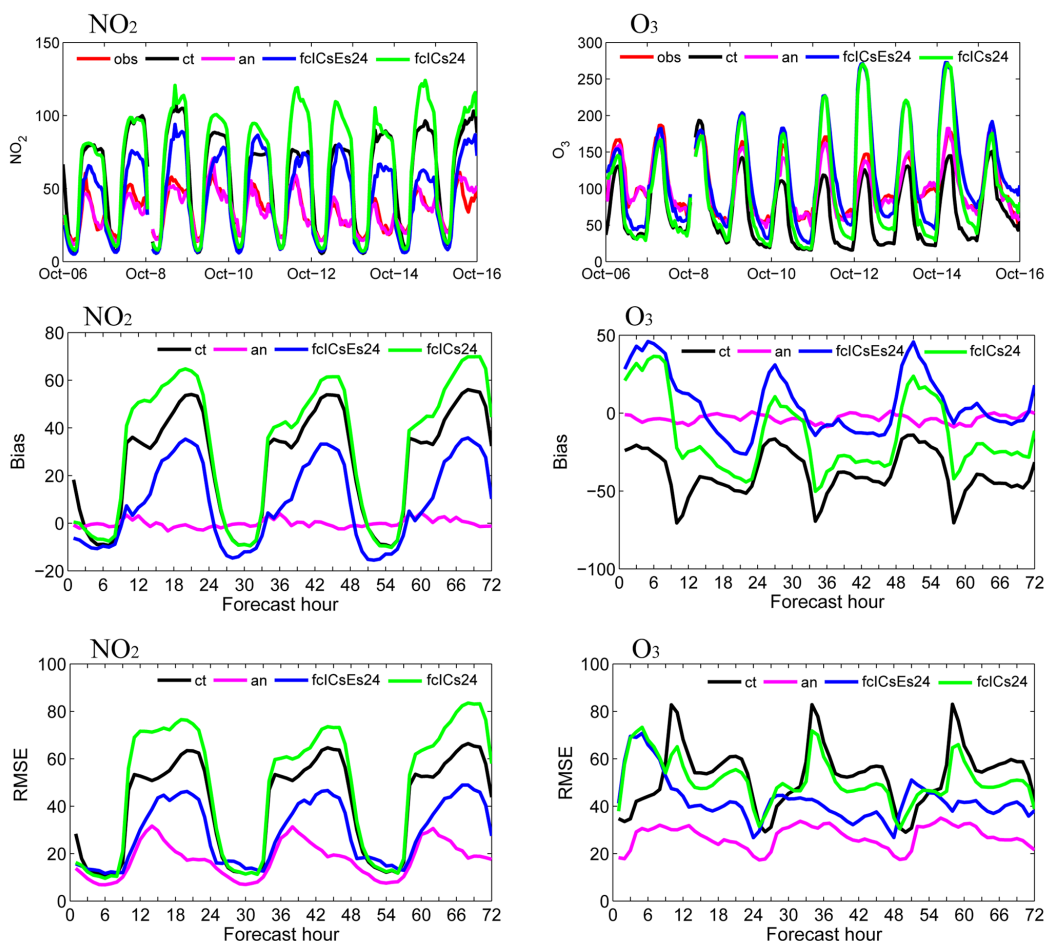 NO2
150
100
50
0
NO2
obs ct an fcICsEs24 fcICs24
Oct−06 Oct−8 Oct−10 Oct−12 Oct−14 Oct−16
O3
300
250
200
150
100
50
0
O3
obs ct an fcICsEs24 fcICs24
Oct−06 Oct−8 Oct−10 Oct−12 Oct−14 Oct−16
NO2
80
60
40
20
0
−20
Bias
ct an fcICsEs24 fcICs24
0 6 12 18 24 30 36 42 48 54 60 66 72
Forecast hour
O3
50
0
−50
−100
Bias
ct an fcICsEs24 fcICs24
0 6 12 18 24 30 36 42 48 54 60 66 72
Forecast hour
NO2
100
80
60
40
20
0
RMSE
ct an fcICsEs24 fcICs24
0 6 12 18 24 30 36 42 48 54 60 66 72
Forecast hour
O3
100
80
60
40
20
0
RMSE
ct an fcICsEs24 fcICs24
0 6 12 18 24 30 36 42 48 54 60 66 72
Forecast hour